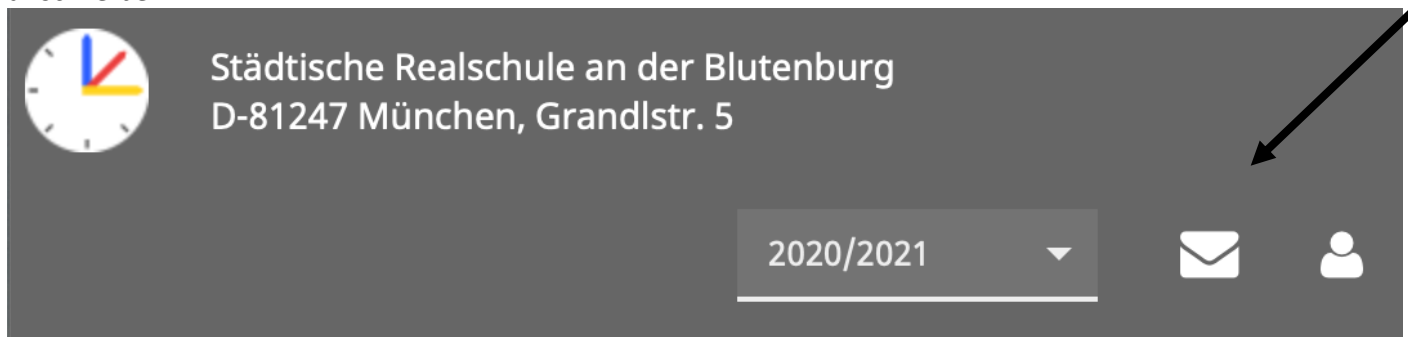 Städtische Realschule an der Blutenburg
D-81247 München, Grandlstr. 5
2020/2021